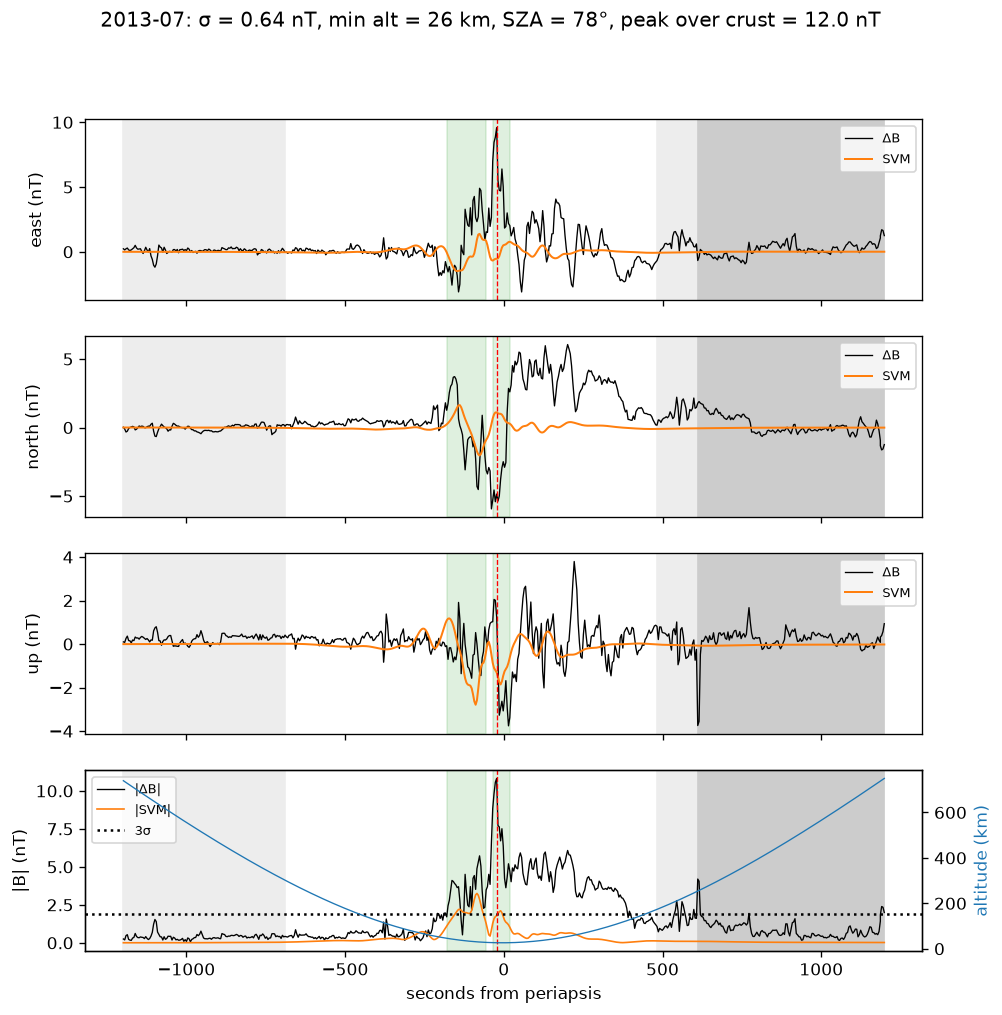 2013-07: σ = 0.64 nT, min alt = 26 km, SZA = 78°, peak over crust = 12.0 nT
10
5
0
east (nT)
ΔB
SVM
5
0
−5
north (nT)
ΔB
SVM
4
2
0
−2
−4
up (nT)
ΔB
SVM
10.0
7.5
5.0
2.5
0.0
|B| (nT)
|ΔB|
|SVM|
3σ
600
400
200
0
altitude (km)
−1000
−500
0
500
1000
seconds from periapsis